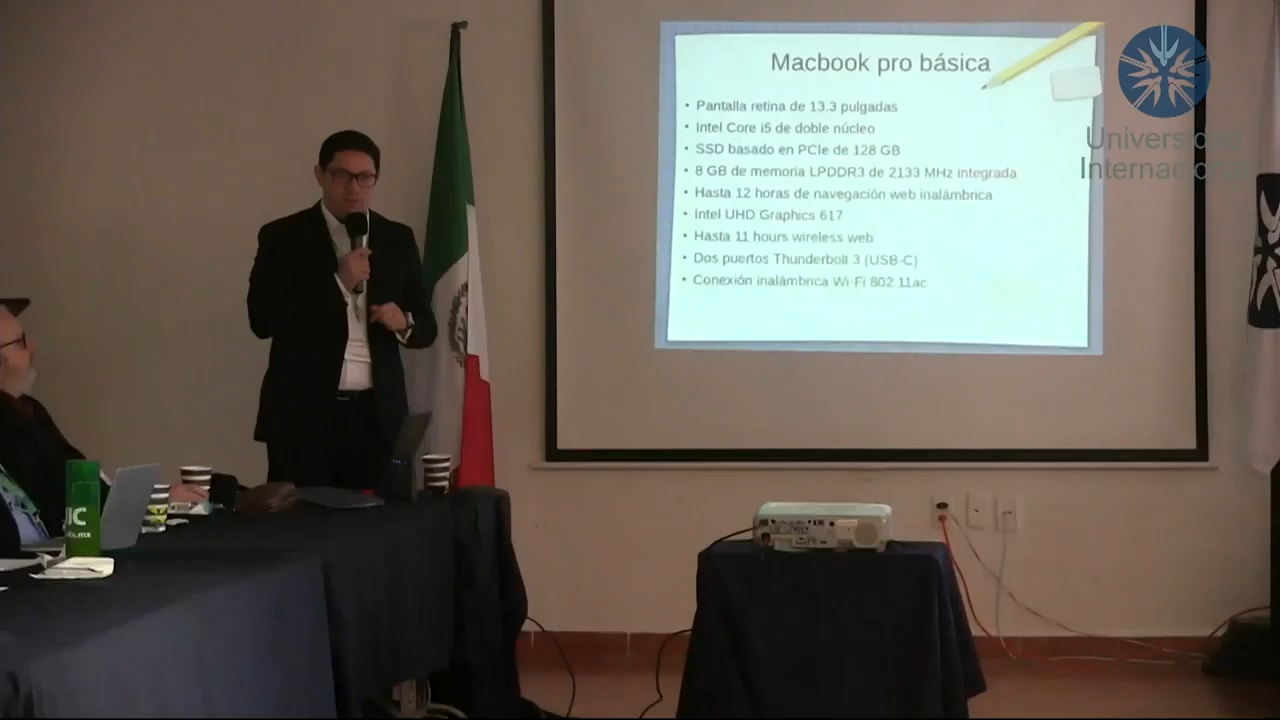 Macbook pro básica
• Pantalla retina de 13.3 pulgadas
• Intel Core i5 de doble núcleo
• SSD basado en PCIe de 128 GB
• 8 GB de memoria LPDDR3 de 2133 MHz integrada
• Hasta 12 horas de navegación web inalámbrica
• Intel UHD Graphics 617
• Hasta 11 hours wireless web
• Dos puertos Thunderbolt 3 (USB-C)
• Conexión inalámbrica Wi-Fi 802.11ac
Universidad
Internacional